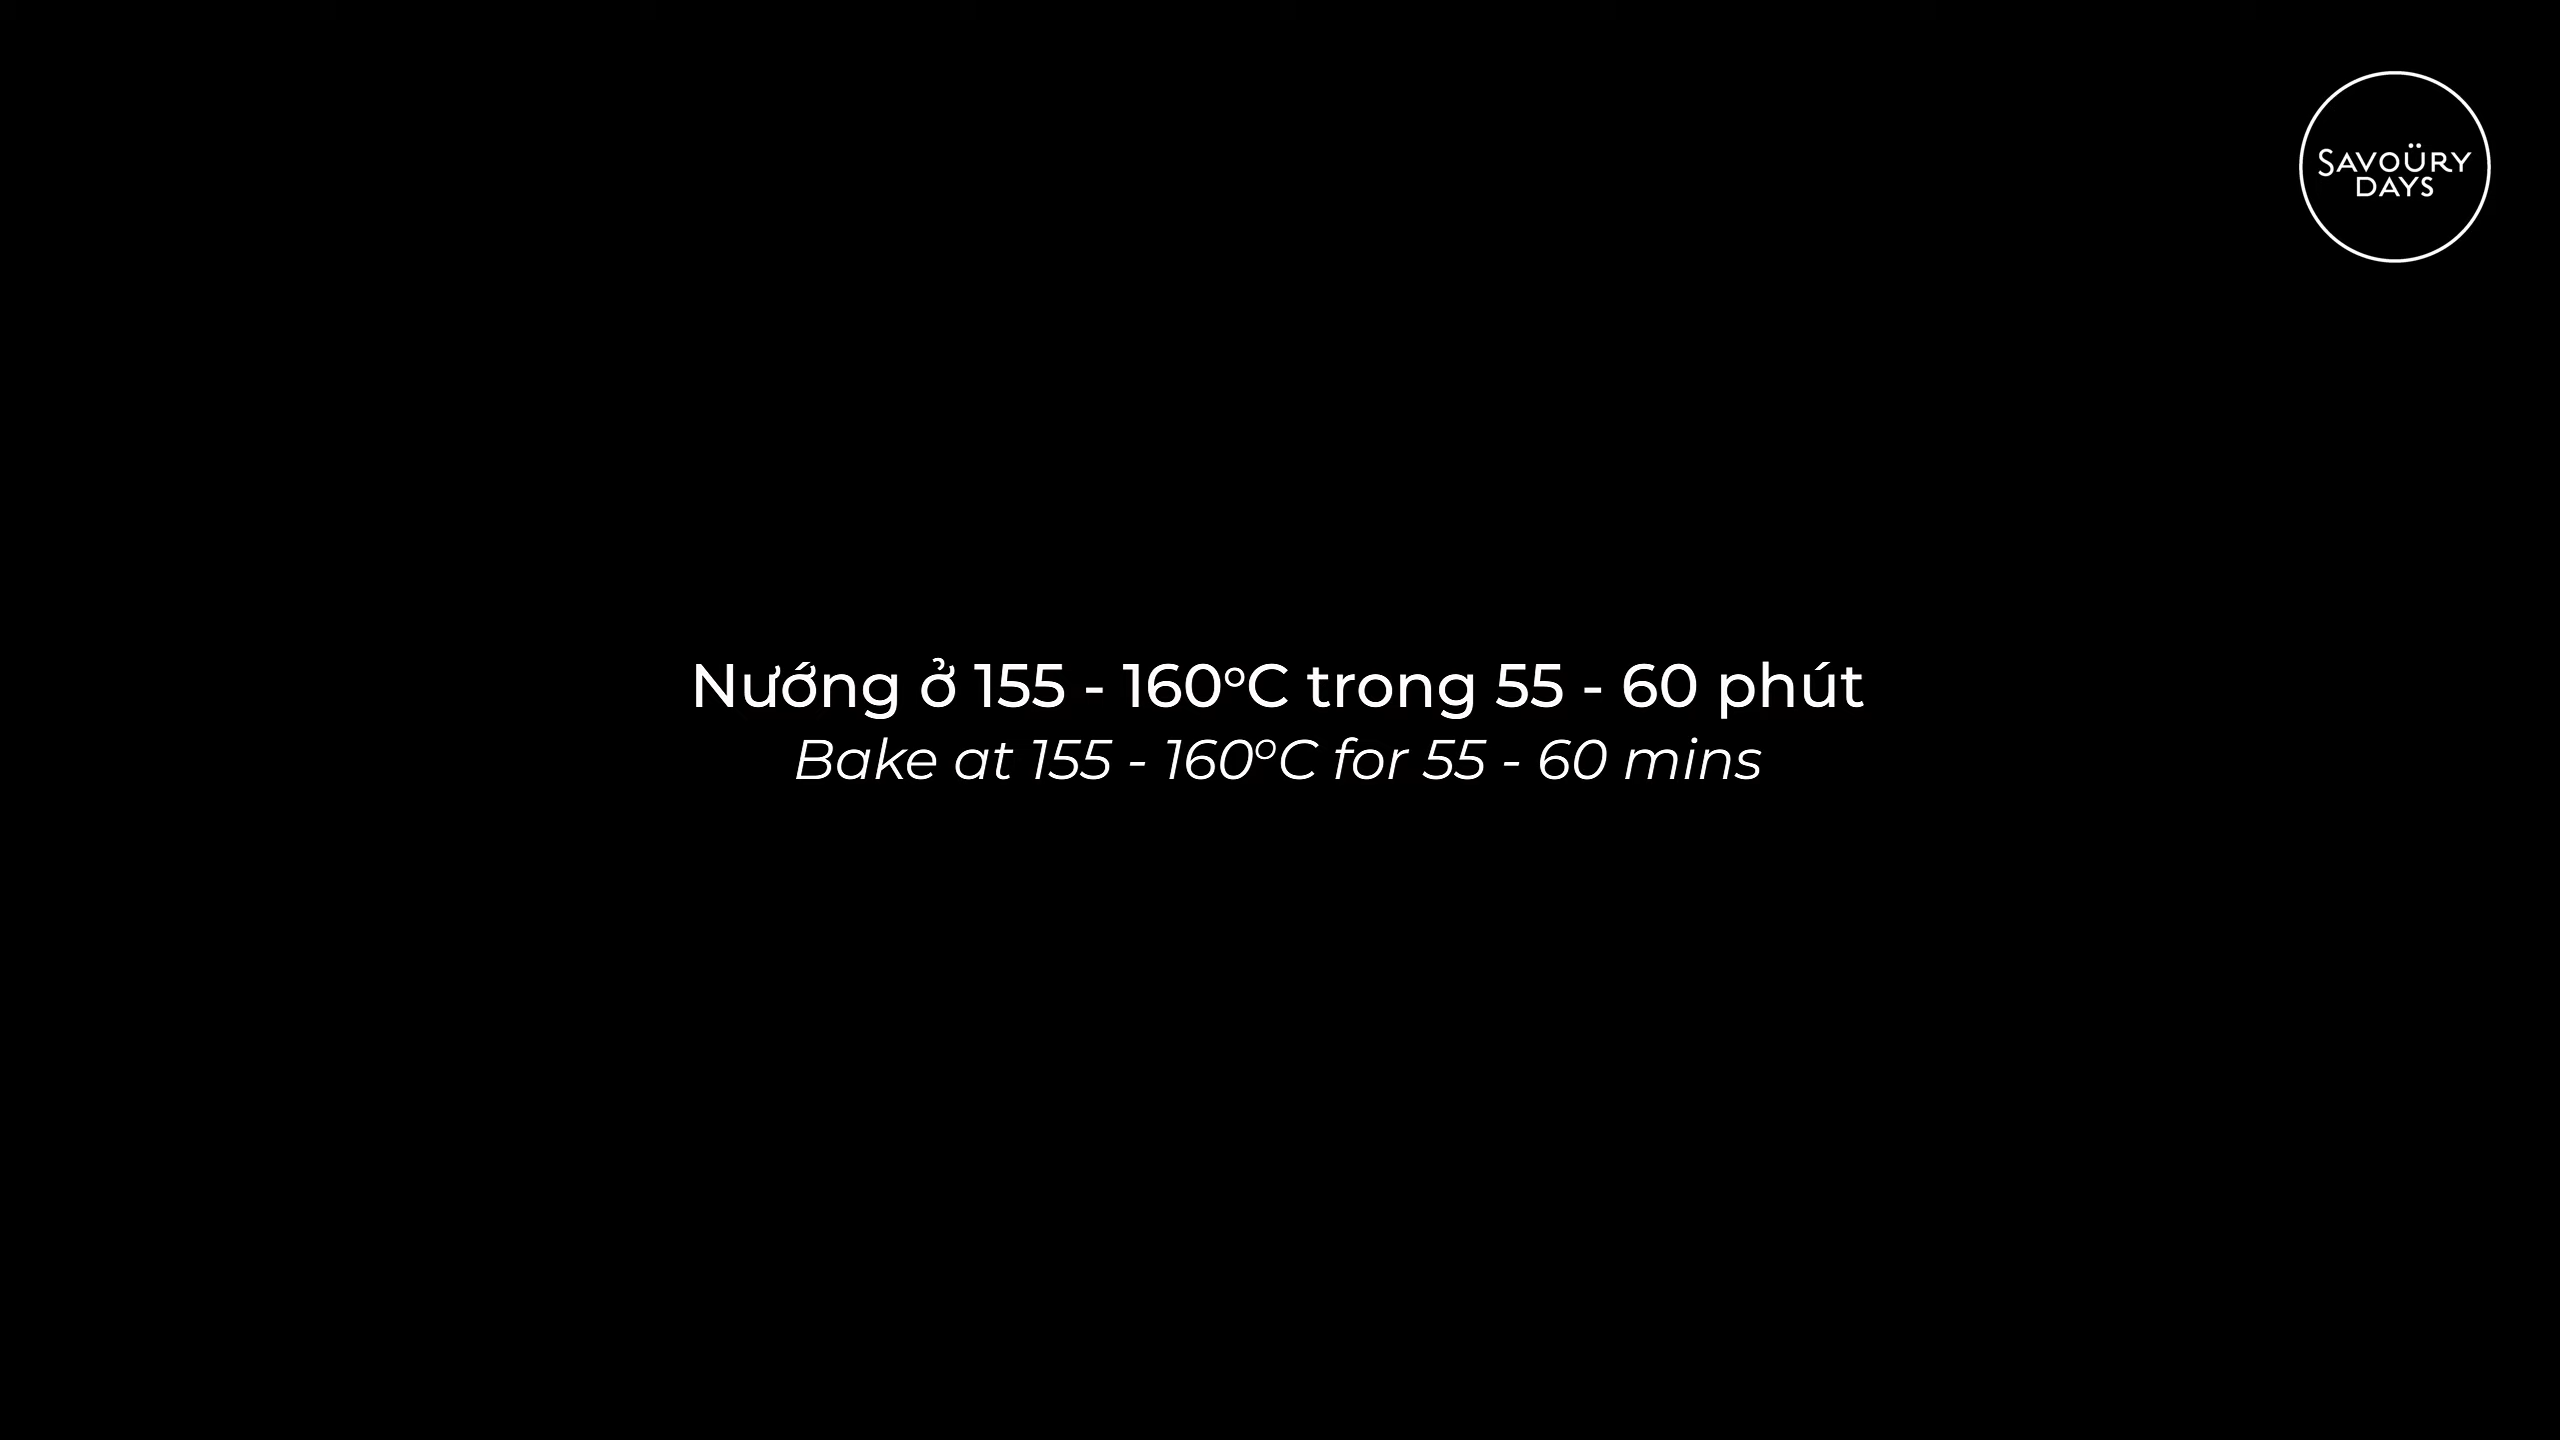 SAVOÜRY
DAYS
Nướng ở 155 - 160°C trong 55 - 60 phút
Bake at 155 - 160°C for 55 - 60 mins